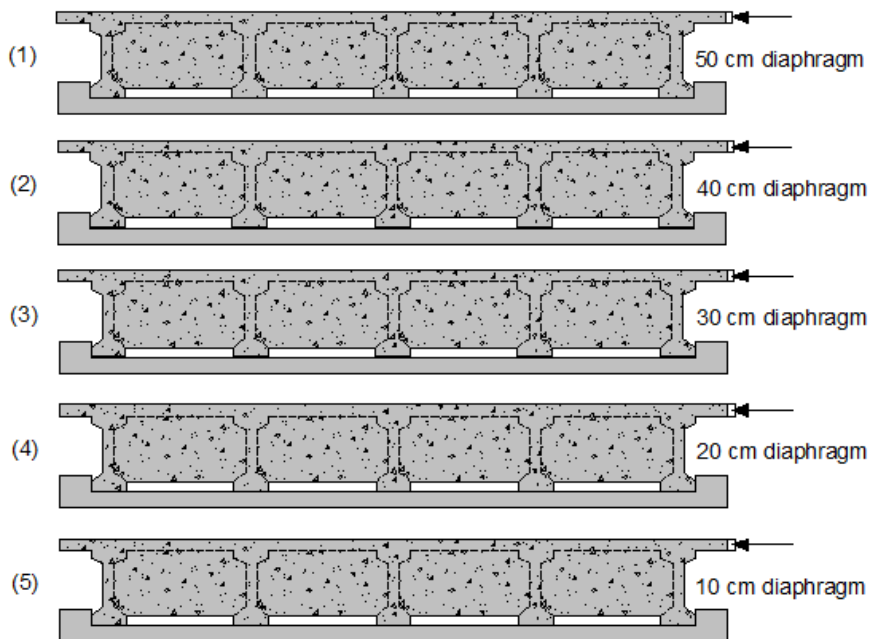 (1) 50 cm diaphragm
(2) 40 cm diaphragm
(3) 30 cm diaphragm
(4) 20 cm diaphragm
(5) 10 cm diaphragm